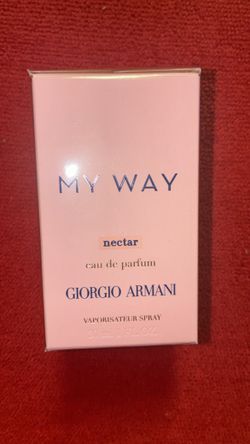 MY WAY
nectar
eau de parfum
GIORGIO ARMANI
VAPORISATEUR SPRAY